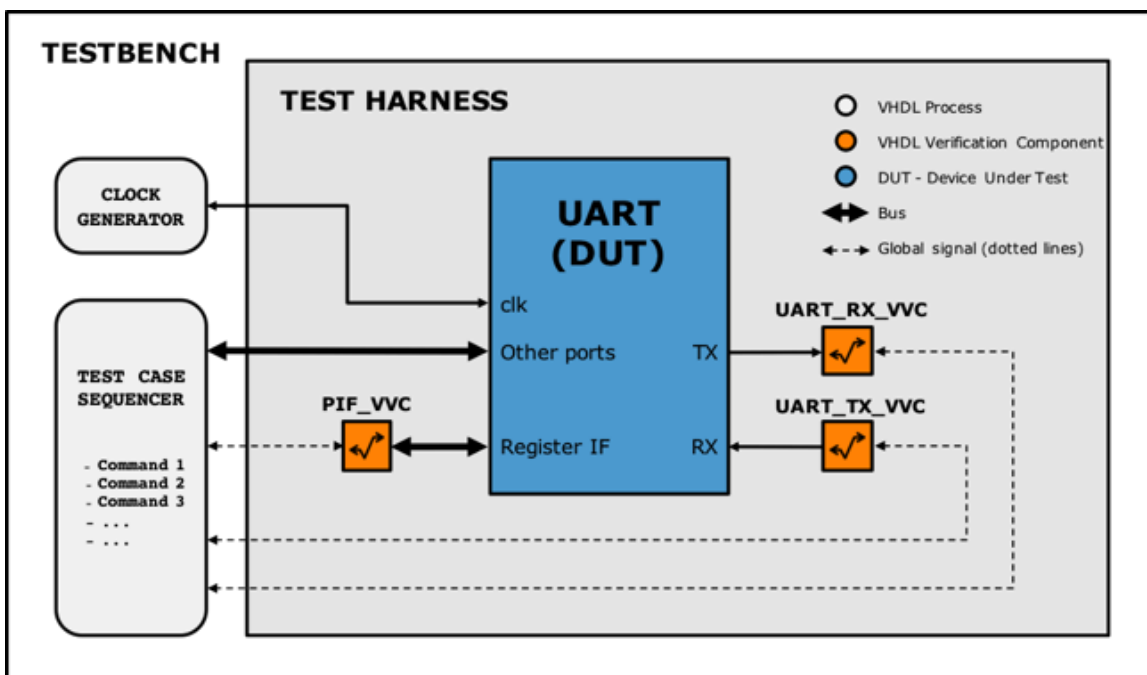 TESTBENCH
TEST HARNESS
VHDL Process
VHDL Verification Component
DUT - Device Under Test
Bus
Global signal (dotted lines)
CLOCK
GENERATOR
UART
(DUT)
clk
Other ports
TX
Register IF
RX
UART_RX_VVC
UART_TX_VVC
PIF_VVC
TEST CASE
SEQUENCER
- Command 1
- Command 2
- Command 3
- ...
- ...